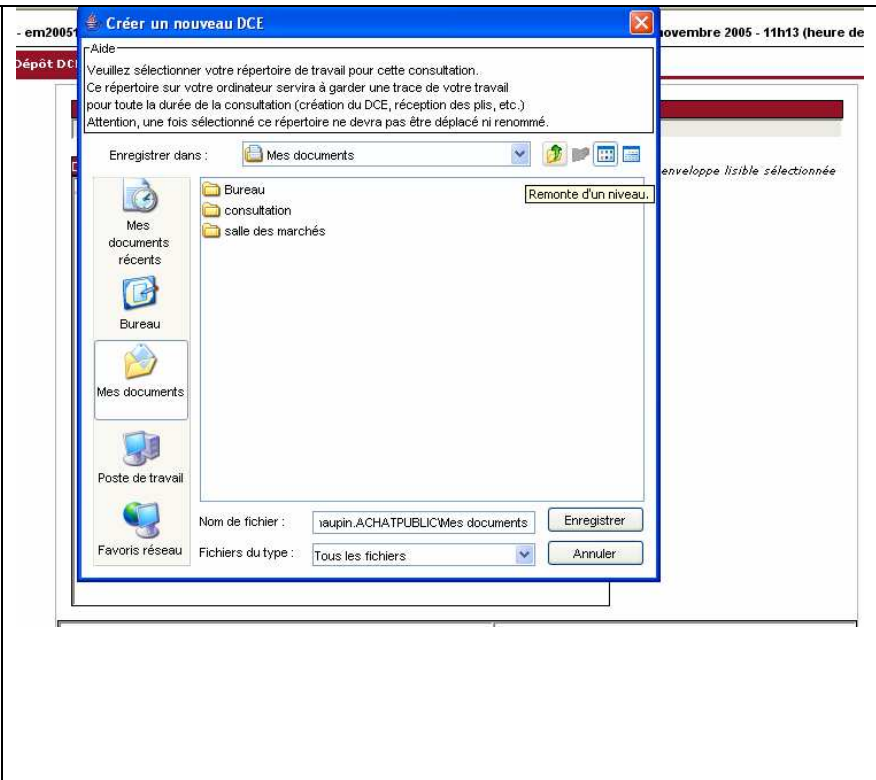 - em20051
Créer un nouveau DCE
novembre 2005 - 11h13 (heure de
Dépôt DCE
Aide
Veuillez sélectionner votre répertoire de travail pour cette consultation.
Ce répertoire sur votre ordinateur servira à garder une trace de votre travail
pour toute la durée de la consultation (création du DCE, réception des plis, etc.)
Attention, une fois sélectionné ce répertoire ne devra pas être déplacé ni renommé.
Enregistrer dans :
Mes documents
enveloppe lisible sélectionnée
Remonte d'un niveau.
Bureau
consultation
salle des marchés
Mes
documents
récents
Bureau
Mes documents
Poste de travail
Favoris réseau
Nom de fichier :
naupin.ACHATPUBLIC\Mes documents
Enregistrer
Fichiers du type :
Tous les fichiers
Annuler